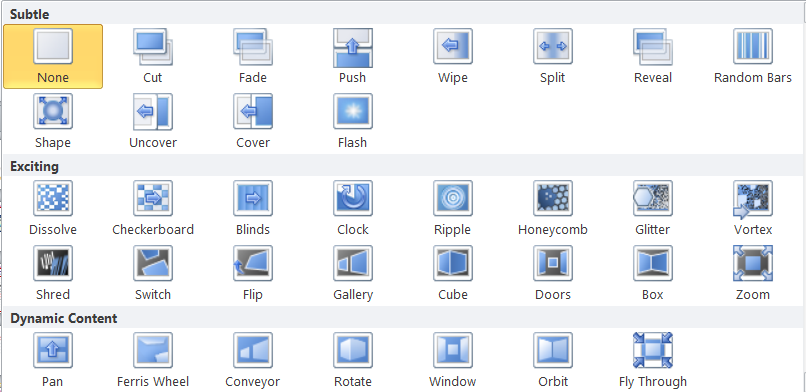 Subtle
None Cut Fade Push Wipe Split Reveal Random Bars
Shape Uncover Cover Flash
Exciting
Dissolve Checkerboard Blinds Clock Ripple Honeycomb Glitter Vortex
Shred Switch Flip Gallery Cube Doors Box Zoom
Dynamic Content
Pan Ferris Wheel Conveyor Rotate Window Orbit Fly Through